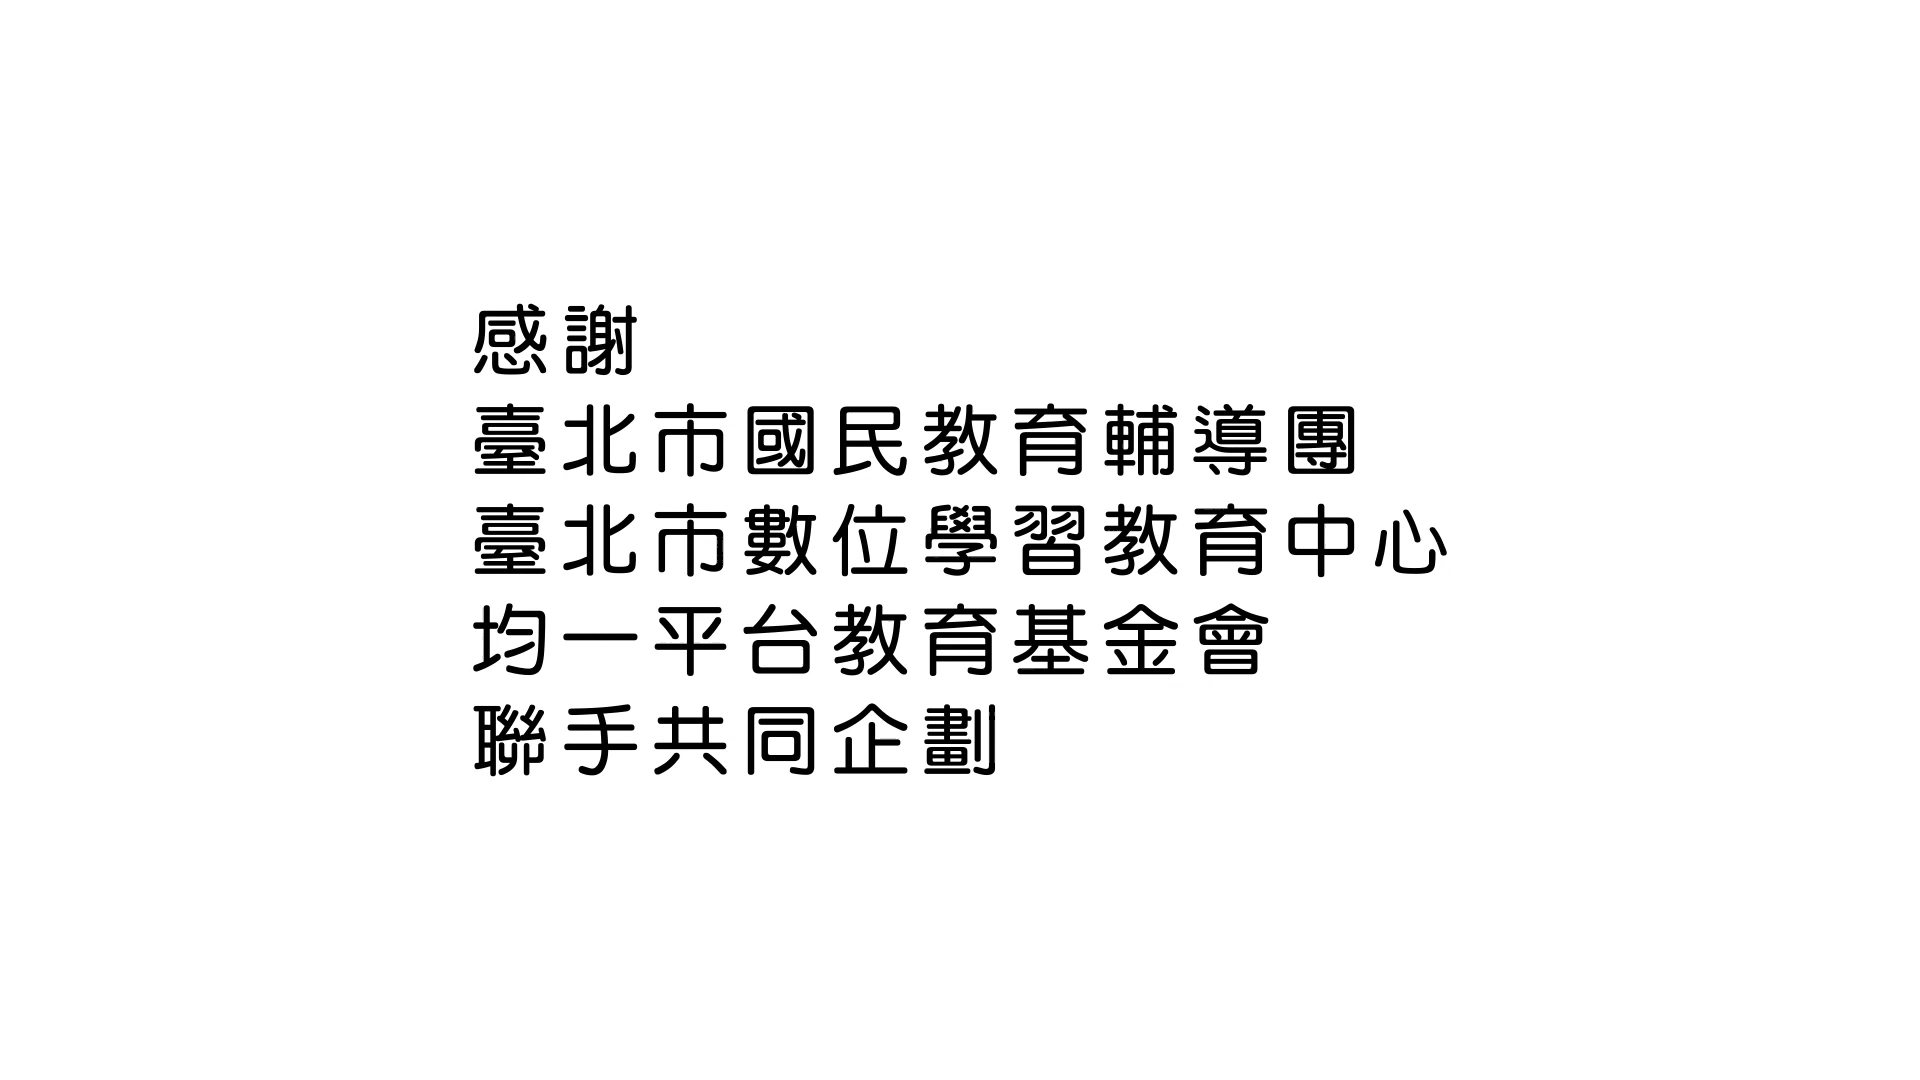 感謝
臺北市國民教育輔導團
臺北市數位學習教育中心
均一平台教育基金會
聯手共同企劃